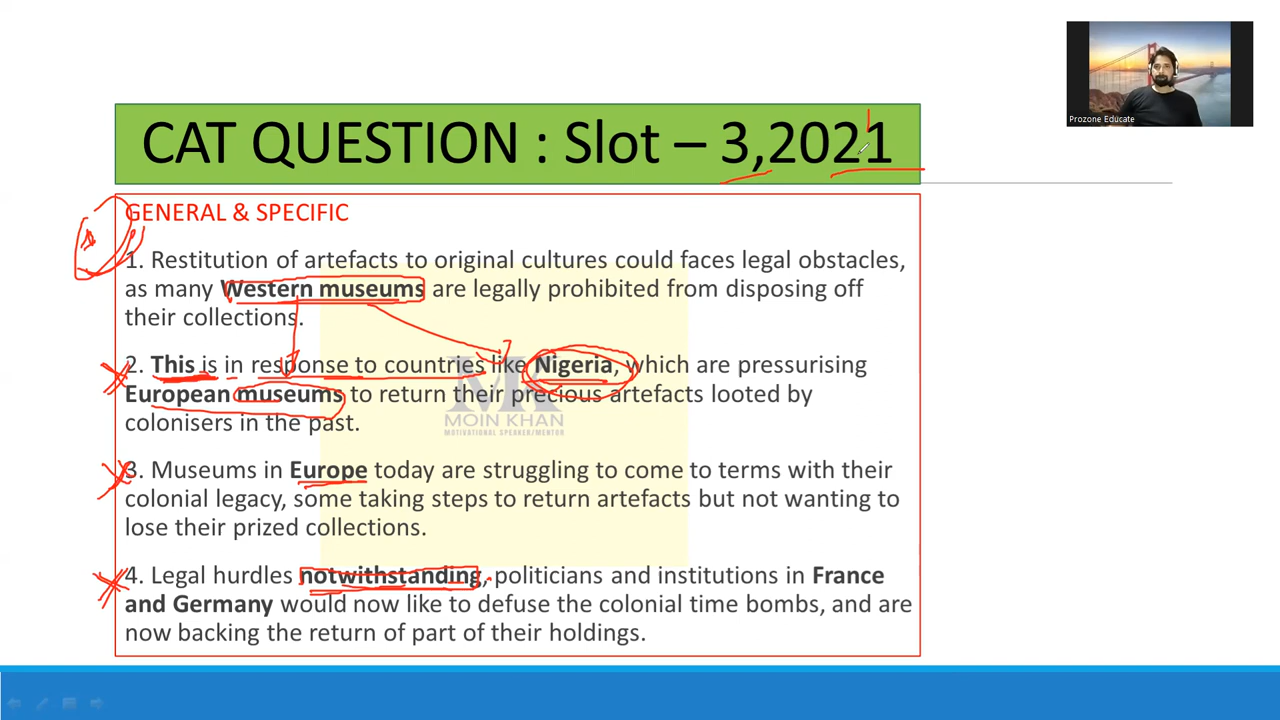 Prozone Educate
CAT QUESTION : Slot – 3,2021
GENERAL & SPECIFIC
1. Restitution of artefacts to original cultures could faces legal obstacles,
as many Western museums are legally prohibited from disposing off
their collections.
2. This is in response to countries like Nigeria, which are pressurising
European museums to return their precious artefacts looted by
colonisers in the past.
MK
MOIN KHAN
MOTIVATIONAL SPEAKER/MENTOR
3. Museums in Europe today are struggling to come to terms with their
colonial legacy, some taking steps to return artefacts but not wanting to
lose their prized collections.
4. Legal hurdles notwithstanding, politicians and institutions in France
and Germany would now like to defuse the colonial time bombs, and are
now backing the return of part of their holdings.